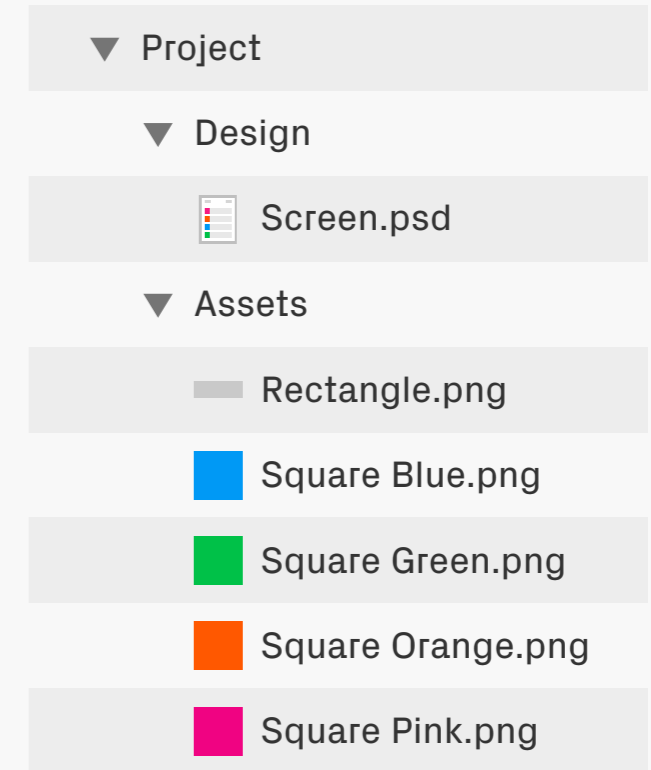 Project
Design
Screen.psd
Assets
Rectangle.png
Square Blue.png
Square Green.png
Square Orange.png
Square Pink.png